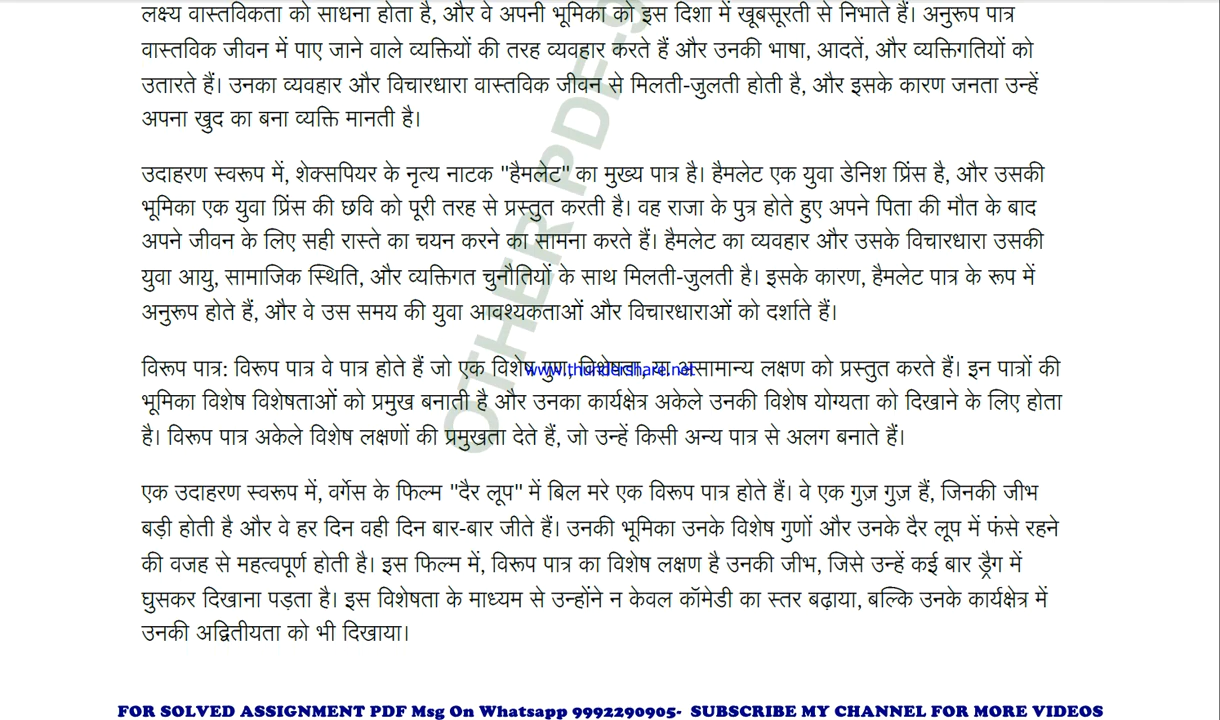 लक्ष्य वास्तविकता को साधना होता है, और वे अपनी भूमिका को इस दिशा में खूबसूरती से निभाते हैं। अनुरूप पात्र
वास्तविक जीवन में पाए जाने वाले व्यक्तियों की तरह व्यवहार करते हैं और उनकी भाषा, आदतें, और व्यक्तिगतियों को
उतारते हैं। उनका व्यवहार और विचारधारा वास्तविक जीवन से मिलती-जुलती होती है, और इसके कारण जनता उन्हें
अपना खुद का बना व्यक्ति मानती है।
उदाहरण स्वरूप में, शेक्सपियर के नृत्य नाटक "हैमलेट" का मुख्य पात्र है। हैमलेट एक युवा डेनिश प्रिंस है, और उसकी
भूमिका एक युवा प्रिंस की छवि को पूरी तरह से प्रस्तुत करती है। वह राजा के पुत्र होते हुए अपने पिता की मौत के बाद
अपने जीवन के लिए सही रास्ते का चयन करने का सामना करते हैं। हैमलेट का व्यवहार और उसके विचारधारा उसकी
युवा आयु, सामाजिक स्थिति, और व्यक्तिगत चुनौतियों के साथ मिलती-जुलती है। इसके कारण, हैमलेट पात्र के रूप में
अनुरूप होते हैं, और वे उस समय की युवा आवश्यकताओं और विचारधाराओं को दर्शाते हैं।
विरूप पात्र: विरूप पात्र वे पात्र होते हैं जो एक विशेष गुण, विशेषता, या असामान्य लक्षण को प्रस्तुत करते हैं। इन पात्रों की
www.thundershare.net
भूमिका विशेष विशेषताओं को प्रमुख बनाती है और उनका कार्यक्षेत्र अकेले उनकी विशेष योग्यता को दिखाने के लिए होता
है। विरूप पात्र अकेले विशेष लक्षणों की प्रमुखता देते हैं, जो उन्हें किसी अन्य पात्र से अलग बनाते हैं।
एक उदाहरण स्वरूप में, वर्गेस के फिल्म "दैर लूप" में बिल मरे एक विरूप पात्र होते हैं। वे एक गुज़ गुज़ हैं, जिनकी जीभ
बड़ी होती है और वे हर दिन वही दिन बार-बार जीते हैं। उनकी भूमिका उनके विशेष गुणों और उनके दैर लूप में फंसे रहने
की वजह से महत्वपूर्ण होती है। इस फिल्म में, विरूप पात्र का विशेष लक्षण है उनकी जीभ, जिसे उन्हें कई बार ड्रैग में
घुसकर दिखाना पड़ता है। इस विशेषता के माध्यम से उन्होंने न केवल कॉमेडी का स्तर बढ़ाया, बल्कि उनके कार्यक्षेत्र में
उनकी अद्वितीयता को भी दिखाया।
OTHER PDF-9
FOR SOLVED ASSIGNMENT PDF Msg On Whatsapp 9992290905- SUBSCRIBE MY CHANNEL FOR MORE VIDEOS